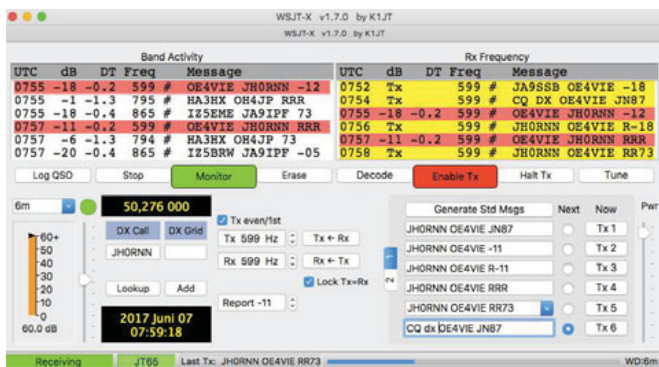 WSJT-X v1.7.0 by K1JT
WSJT-X v1.7.0 by K1JT
Band Activity
UTC dB DT Freq Message
0755 -18 -0.2 599 # OE4VIE JH0RNN -12
0755 -1 -1.3 795 # HA3HX OH4JP RRR
0755 -18 -0.4 865 # IZ5EME JA9IPF 73
0757 -11 -0.2 599 # OE4VIE JH0RNN RRR
0757 -6 -1.3 794 # HA3HX OH4JP 73
0757 -20 -0.4 865 # IZ5BRW JA9IPF -05
Rx Frequency
UTC dB DT Freq Message
0752 Tx 599 # JA9SSB OE4VIE -18
0754 Tx 599 # CQ DX OE4VIE JN87
0755 -18 -0.2 599 # OE4VIE JH0RNN -12
0756 Tx 599 # JH0RNN OE4VIE R-18
0757 -11 -0.2 599 # OE4VIE JH0RNN RRR
0758 Tx 599 # JH0RNN OE4VIE RR73
Log QSO Stop Monitor Erase Decode Enable Tx Halt Tx Tune
6m
50,276 000
DX Call DX Grid
JH0RNN
Lookup Add
2017 Juni 07
07:59:18
60+
50
40
30
20
10
0
60.0 dB
Tx even/1st
Tx 599 Hz Tx ← Rx
Rx 599 Hz Rx ← Tx
Lock Tx=Rx
Report -11
1
2
Generate Std Msgs Next Now Pwr
JH0RNN OE4VIE JN87 Tx 1
JH0RNN OE4VIE -11 Tx 2
JH0RNN OE4VIE R-11 Tx 3
JH0RNN OE4VIE RRR Tx 4
JH0RNN OE4VIE RR73 Tx 5
CQ dx OE4VIE JN87 Tx 6
Receiving JT65 Last Tx: JH0RNN OE4VIE RR73 WD:6m